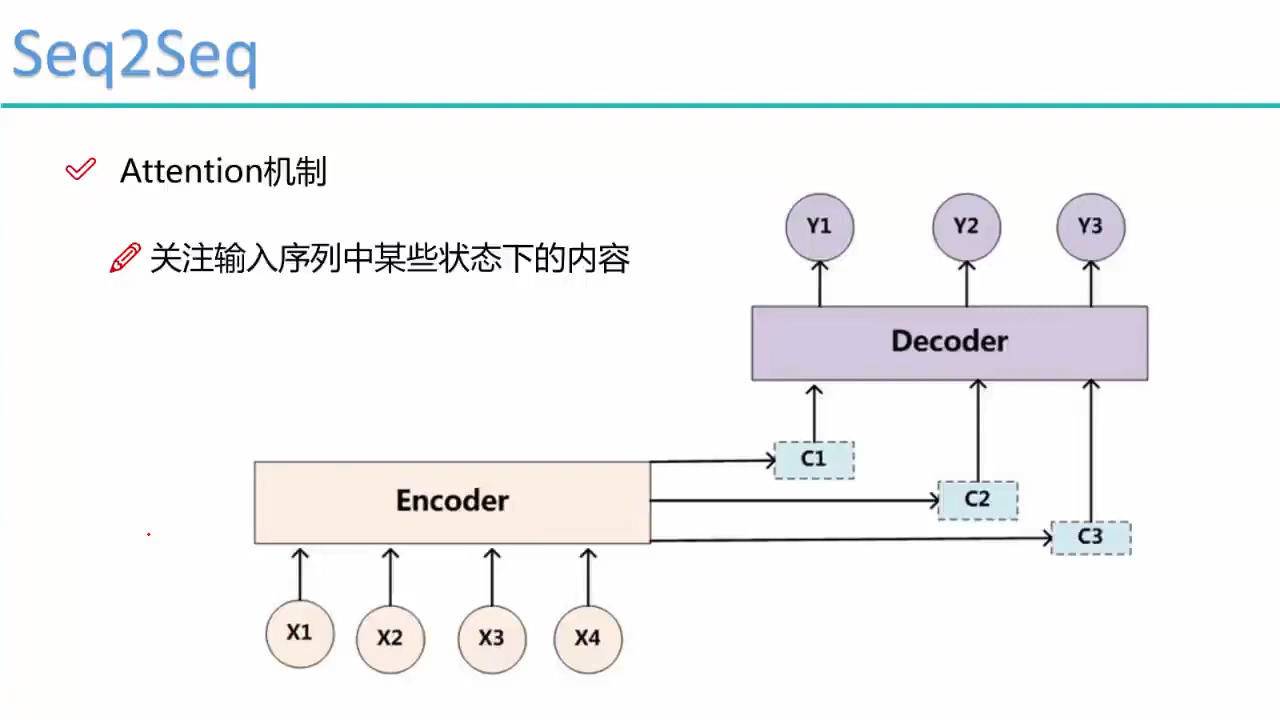 Seq2Seq
Attention机制
关注输入序列中某些状态下的内容
Y1 Y2 Y3
Decoder
C1
C2
C3
Encoder
X1 X2 X3 X4